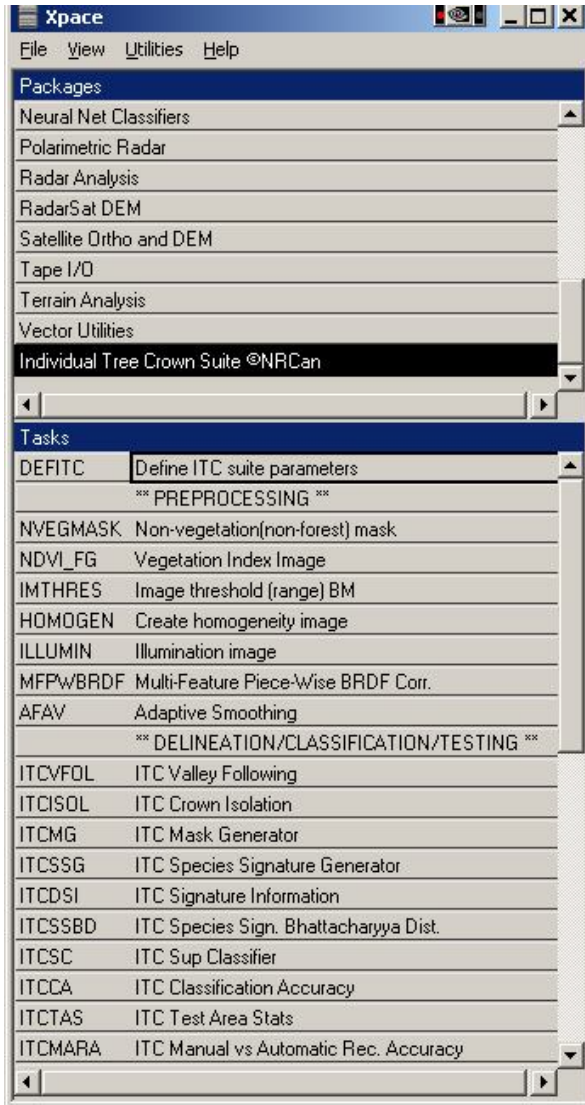 Xpace
File View Utilities Help
Packages
Neural Net Classifiers
Polarimetric Radar
Radar Analysis
RadarSat DEM
Satellite Ortho and DEM
Tape I/O
Terrain Analysis
Vector Utilities
Individual Tree Crown Suite ©NRCan
Tasks
DEFITC Define ITC suite parameters
** PREPROCESSING **
NVEGMASK Non-vegetation(non-forest) mask
NDVI_FG Vegetation Index Image
IMTHRES Image threshold (range) BM
HOMOGEN Create homogeneity image
ILLUMIN Illumination image
MFPWBRDF Multi-Feature Piece-Wise BRDF Corr.
AFAV Adaptive Smoothing
** DELINEATION/CLASSIFICATION/TESTING **
ITCVFOL ITC Valley Following
ITCISOL ITC Crown Isolation
ITCMG ITC Mask Generator
ITCSSG ITC Species Signature Generator
ITCDSI ITC Signature Information
ITCSSBD ITC Species Sign. Bhattacharyya Dist.
ITCSC ITC Sup Classifier
ITCCA ITC Classification Accuracy
ITCTAS ITC Test Area Stats
ITCMARA ITC Manual vs Automatic Rec. Accuracy